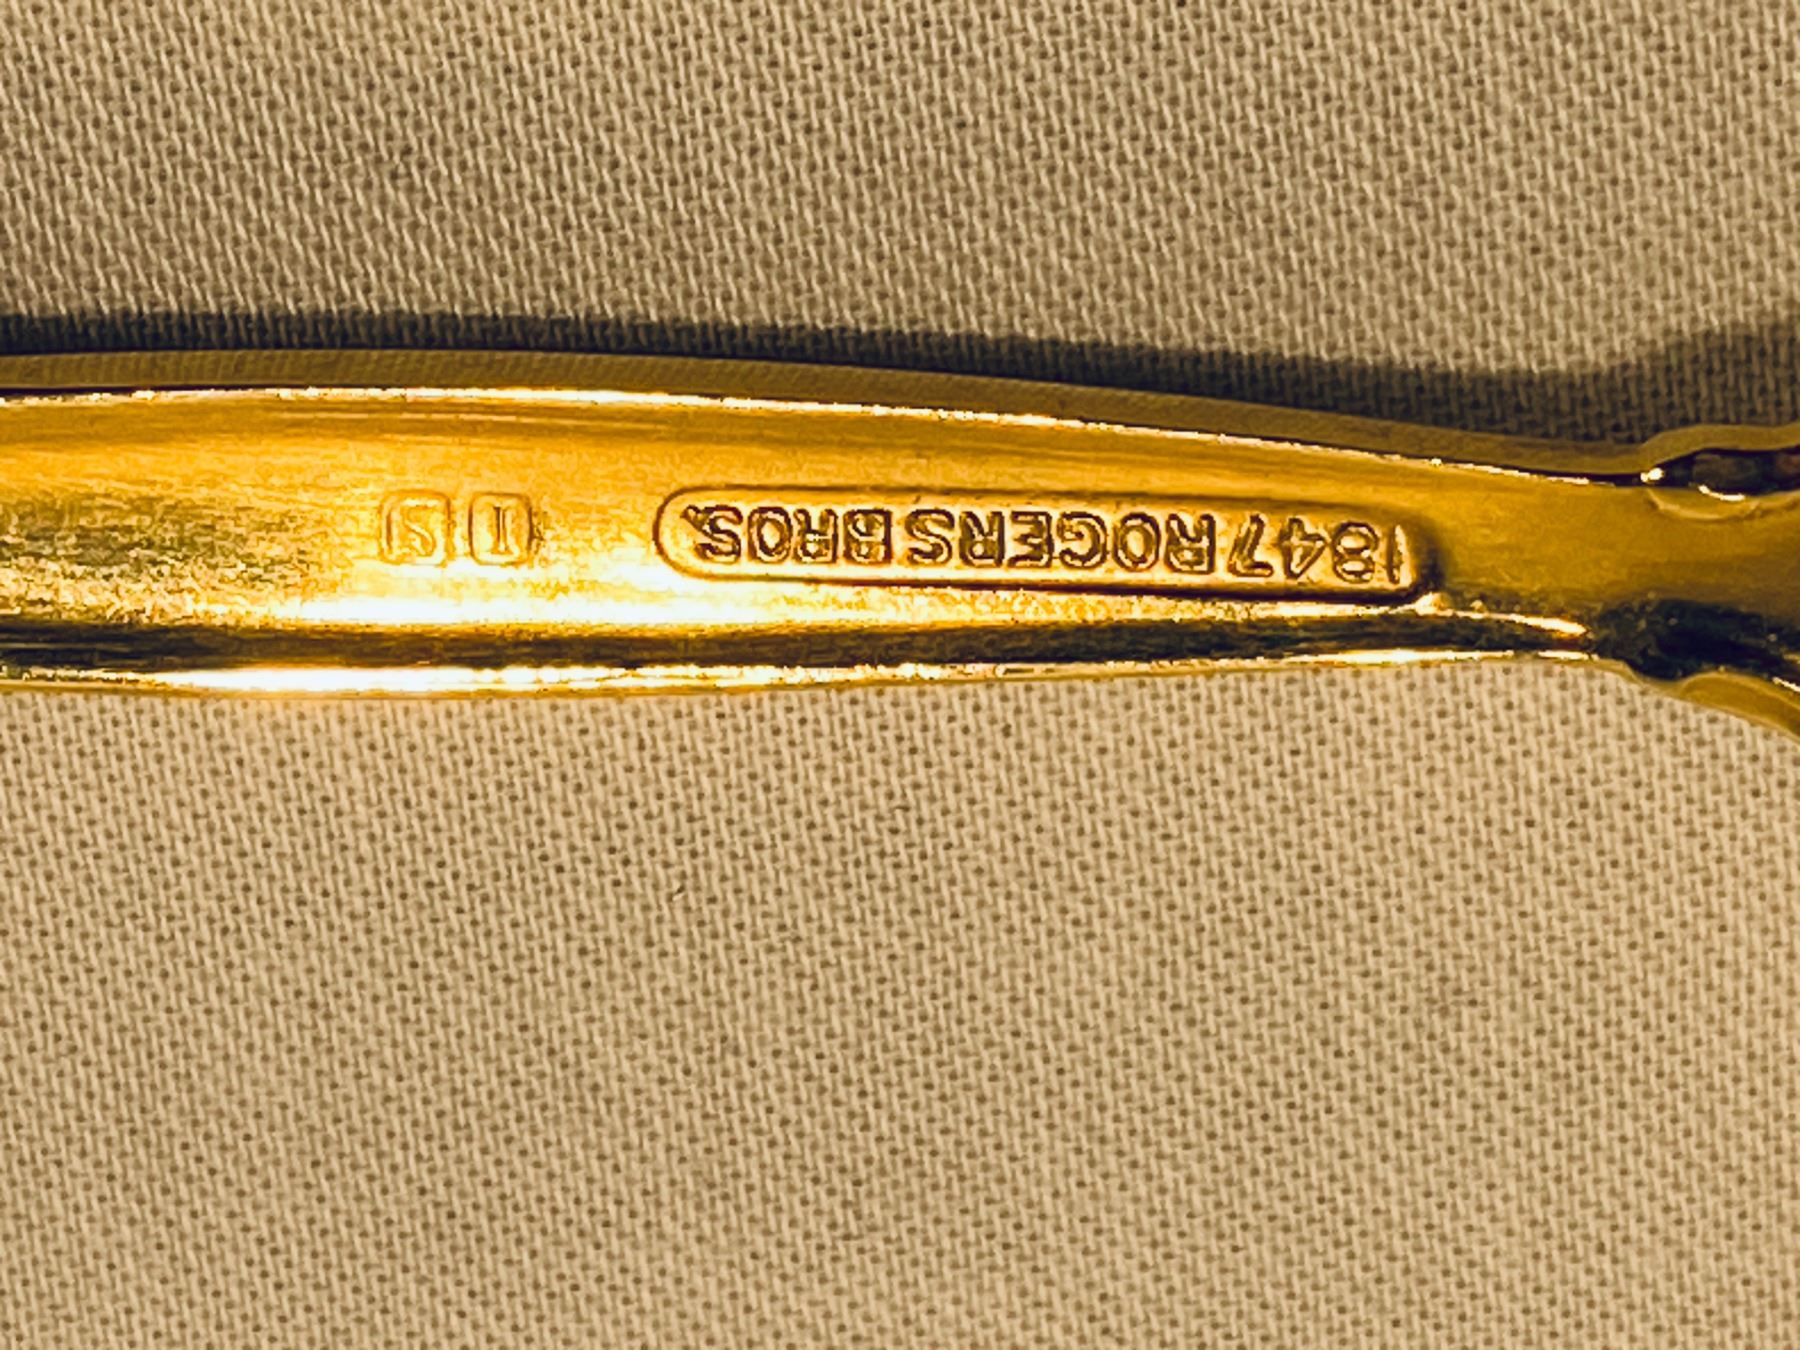 1847 ROGERS BROS. I S